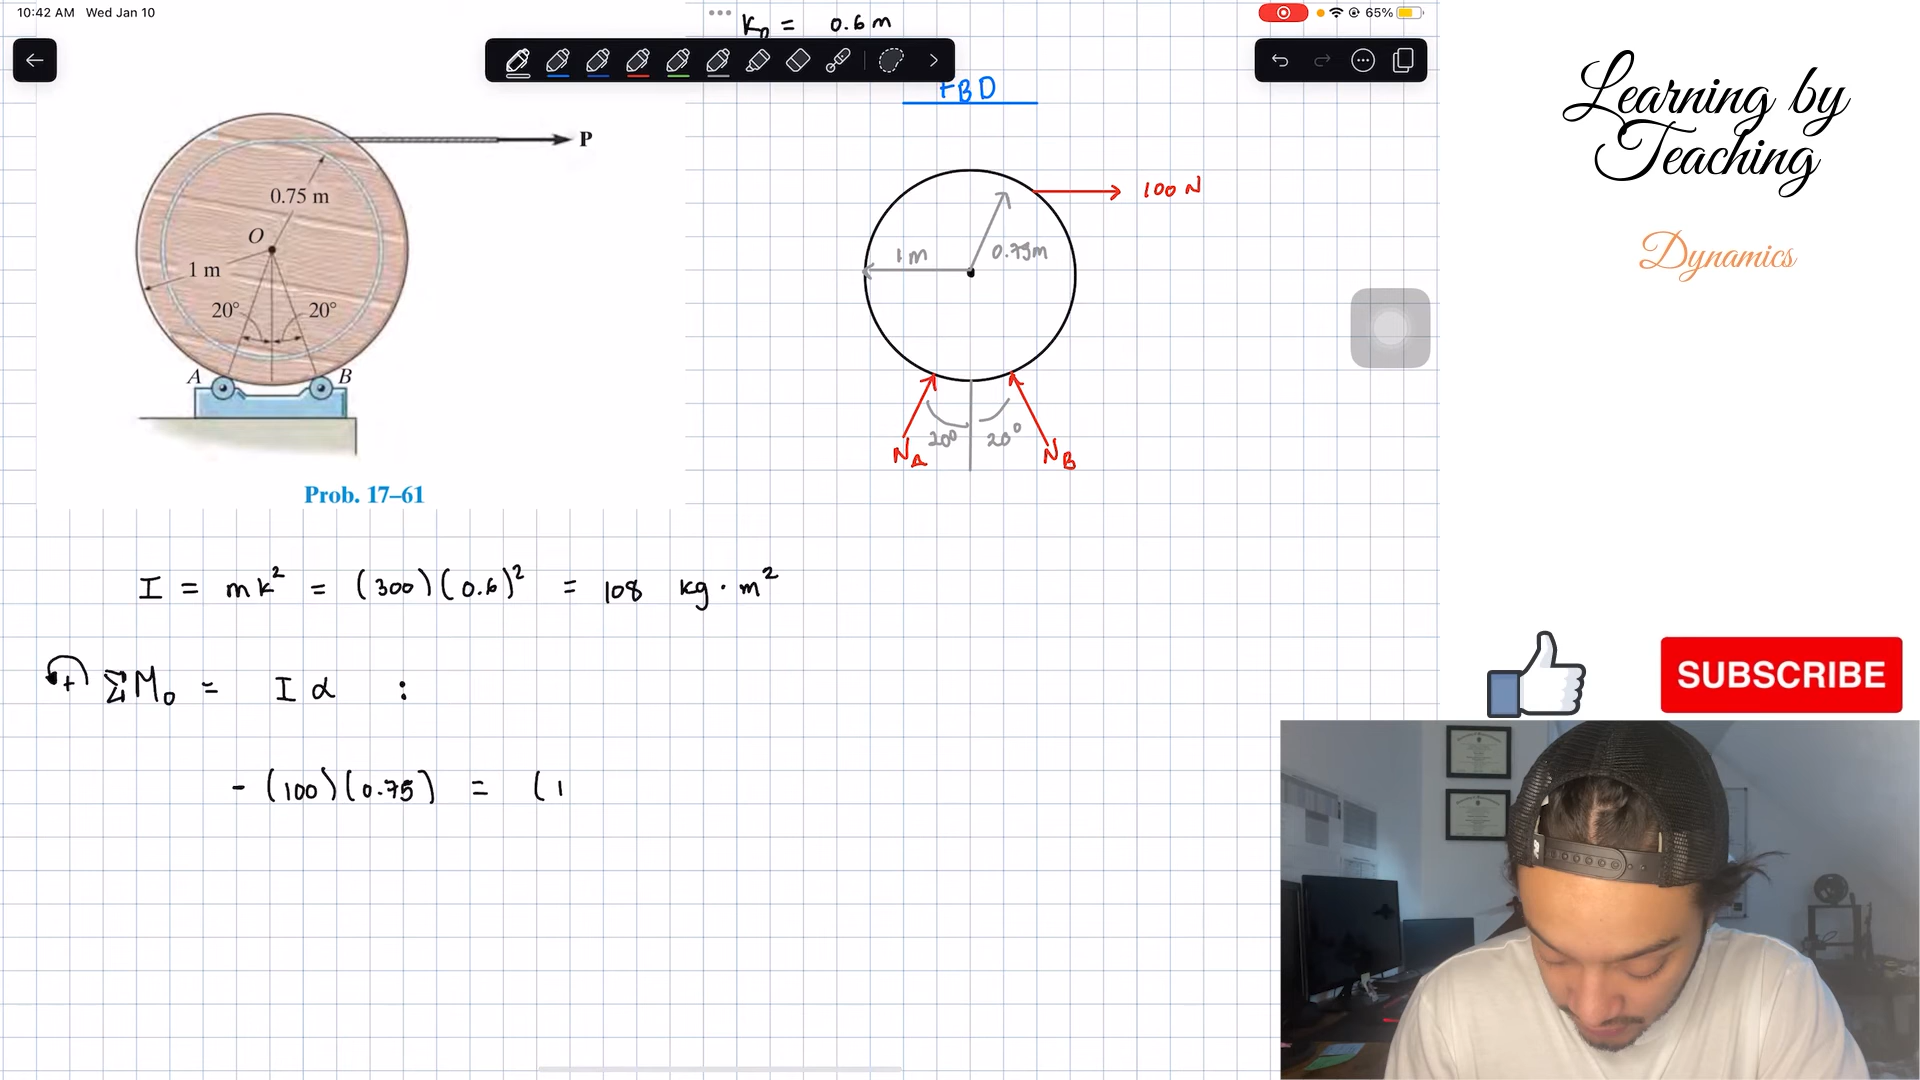 10:42 AM Wed Jan 10
65%
K₀ = 0.6 m
FBD
P
0.75 m
O
1 m
20°
20°
A
B
Prob. 17–61
100 N
1 m
0.75m
20°
20°
N_A
N_B
I = mk² = (300)(0.6)² = 108 kg · m²
+ ΣM₀ = I α :
- (100)(0.75) = (1
Learning by
Teaching
Dynamics
SUBSCRIBE